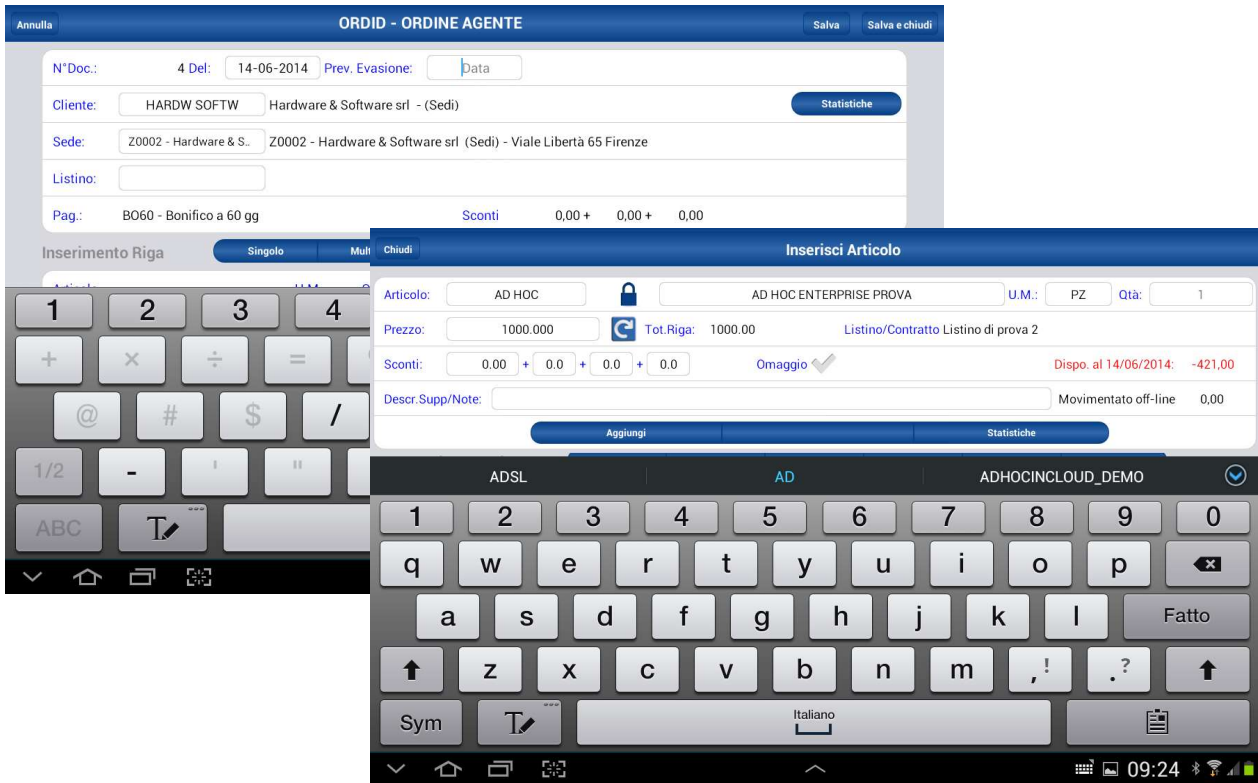 Annulla ORDID - ORDINE AGENTE Salva Salva e chiudi
N°Doc.: 4 Del: 14-06-2014 Prev. Evasione: Data
Cliente: HARDW SOFTW Hardware & Software srl - (Sedi) Statistiche
Sede: Z0002 - Hardware & S.. Z0002 - Hardware & Software srl (Sedi) - Viale Libertà 65 Firenze
Listino:
Pag.: BO60 - Bonifico a 60 gg Sconti 0,00 + 0,00 + 0,00
Inserimento Riga Singolo Mult
1 2 3 4
+ × ÷ =
@ # $ /
1/2 - ' "
ABC T
Chiudi Inserisci Articolo
Articolo: AD HOC AD HOC ENTERPRISE PROVA U.M.: PZ Qtà: 1
Prezzo: 1000.000 Tot.Riga: 1000.00 Listino/Contratto Listino di prova 2
Sconti: 0.00 + 0.0 + 0.0 + 0.0 Omaggio Dispo. al 14/06/2014: -421,00
Descr.Supp/Note: Movimentato off-line 0,00
Aggiungi Statistiche
ADSL AD ADHOCINCLOUD_DEMO
1 2 3 4 5 6 7 8 9 0
q w e r t y u i o p
a s d f g h j k l Fatto
z x c v b n m , ! . ?
Sym T Italiano
09:24